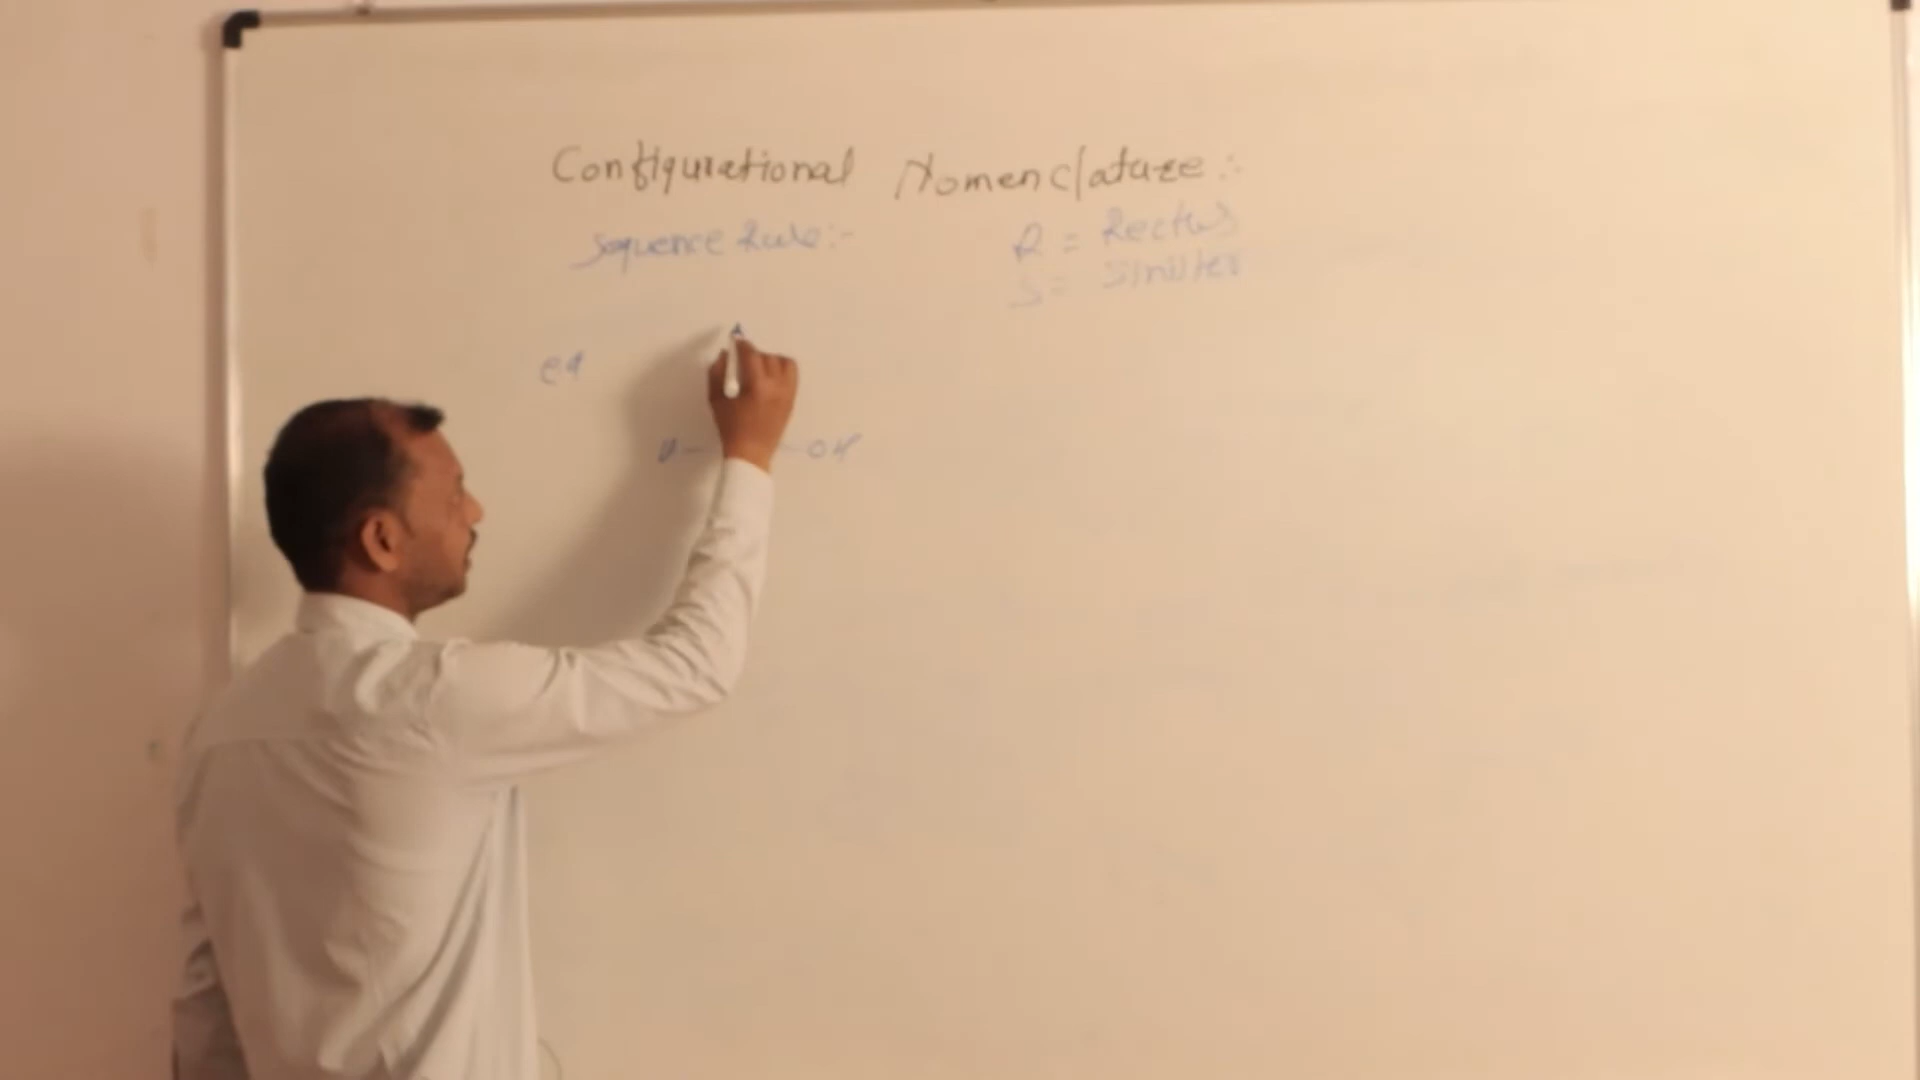 Configurational Nomenclature :-
Sequence Rule :- R = Rectus
S = Sinister
eg
H - - OH